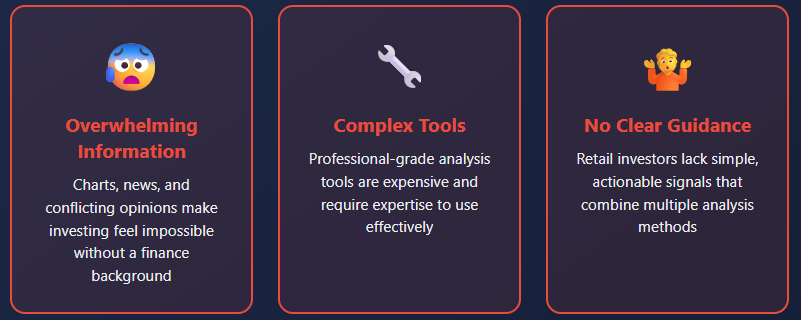 Overwhelming
Information
Charts, news, and
conflicting opinions make
investing feel impossible
without a finance
background
Complex Tools
Professional-grade analysis
tools are expensive and
require expertise to use
effectively
No Clear Guidance
Retail investors lack simple,
actionable signals that
combine multiple analysis
methods